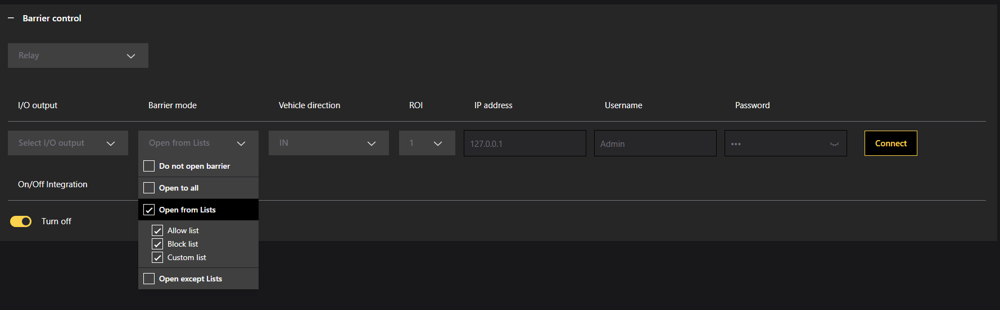 Barrier control
Relay
I/O output Barrier mode Vehicle direction ROI IP address Username Password
Select I/O output Open from Lists IN 1 127.0.0.1 Admin ••• Connect
Do not open barrier
On/Off Integration
Open to all
Open from Lists
Turn off
Allow list
Block list
Custom list
Open except Lists